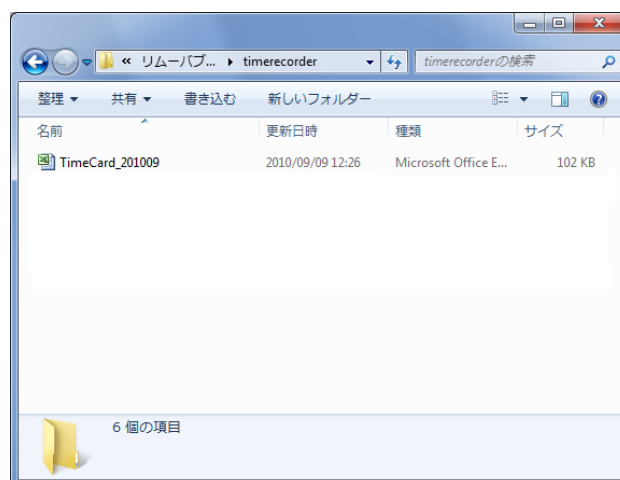 « リムーバブ... ▸ timerecorder timerecorderの検索
整理 ▼ 共有 ▼ 書き込む 新しいフォルダー
名前 更新日時 種類 サイズ
TimeCard_201009 2010/09/09 12:26 Microsoft Office E... 102 KB
6 個の項目